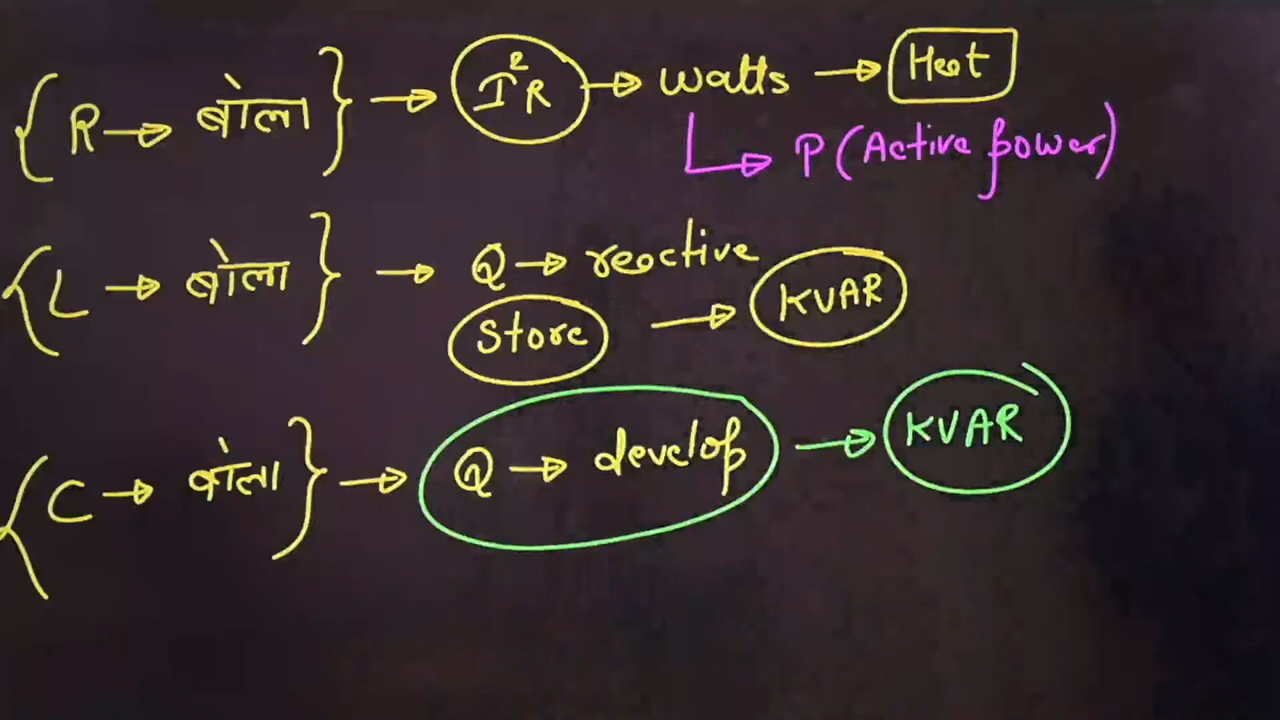 { R → बोला } → I²R → watts → Heat
↳ P (Active power)
{ L → बोला } → Q → reactive
Store → KVAR
{ C → बोला } → Q → develop → KVAR